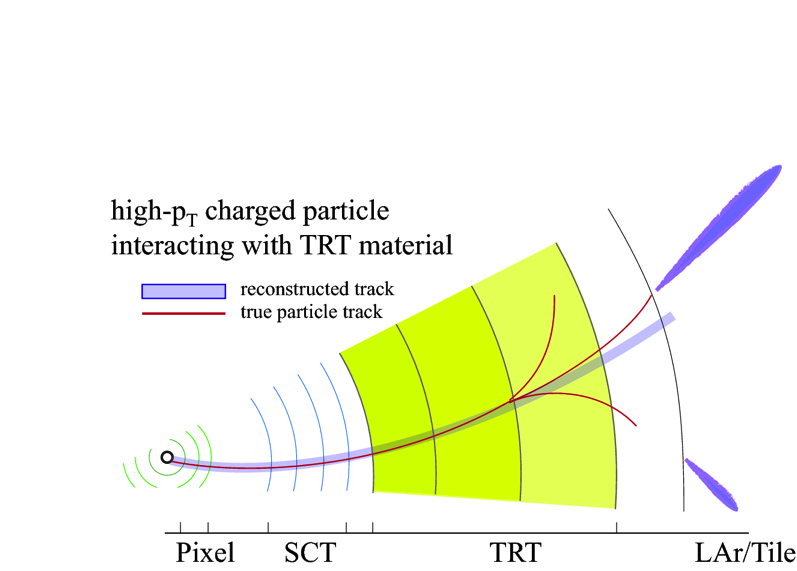 high-pT charged particle
interacting with TRT material
reconstructed track
true particle track
Pixel SCT TRT LAr/Tile